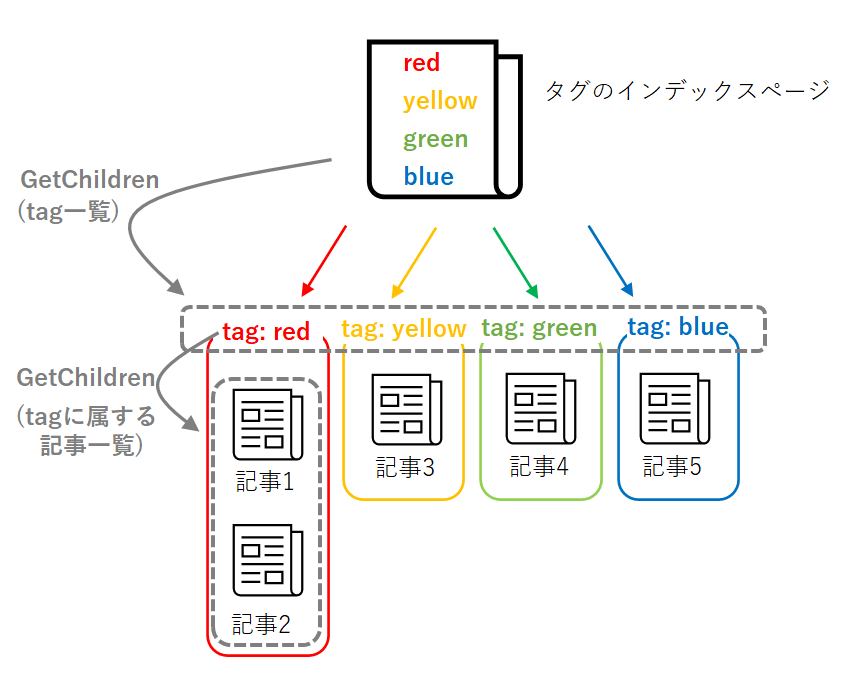 red
yellow
green
blue
タグのインデックスページ
GetChildren
(tag一覧)
tag: red
tag: yellow
tag: green
tag: blue
GetChildren
(tagに属する
記事一覧)
記事1
記事3
記事4
記事5
記事2